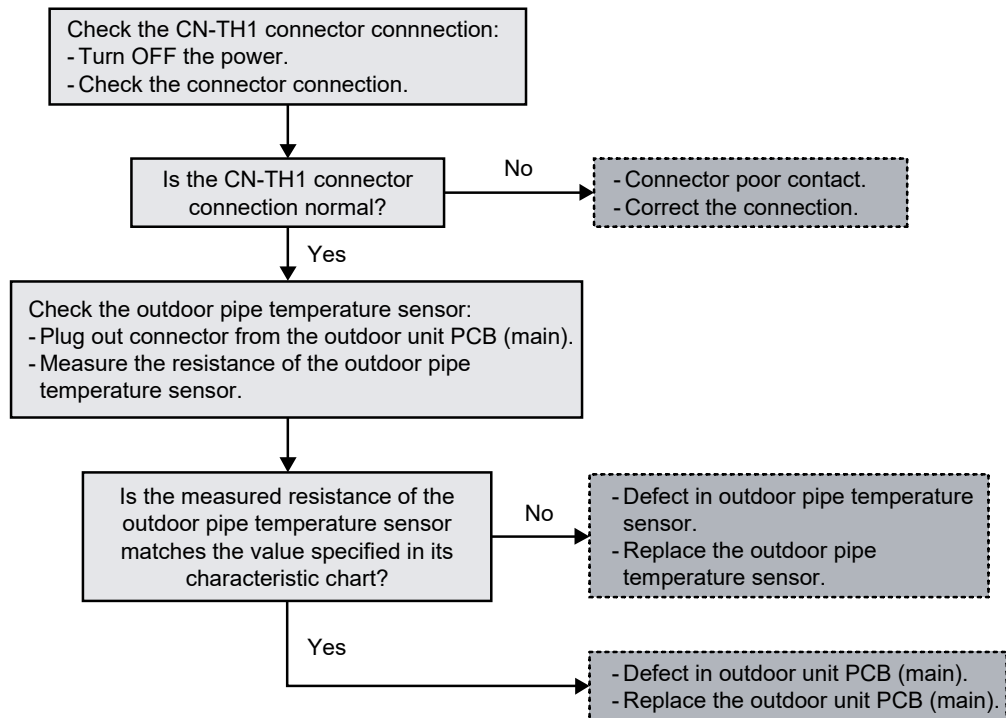 Check the CN-TH1 connector connnection:
- Turn OFF the power.
- Check the connector connection.
Is the CN-TH1 connector
connection normal?
No
- Connector poor contact.
- Correct the connection.
Yes
Check the outdoor pipe temperature sensor:
- Plug out connector from the outdoor unit PCB (main).
- Measure the resistance of the outdoor pipe
temperature sensor.
Is the measured resistance of the
outdoor pipe temperature sensor
matches the value specified in its
characteristic chart?
No
- Defect in outdoor pipe temperature
sensor.
- Replace the outdoor pipe
temperature sensor.
Yes
- Defect in outdoor unit PCB (main).
- Replace the outdoor unit PCB (main).